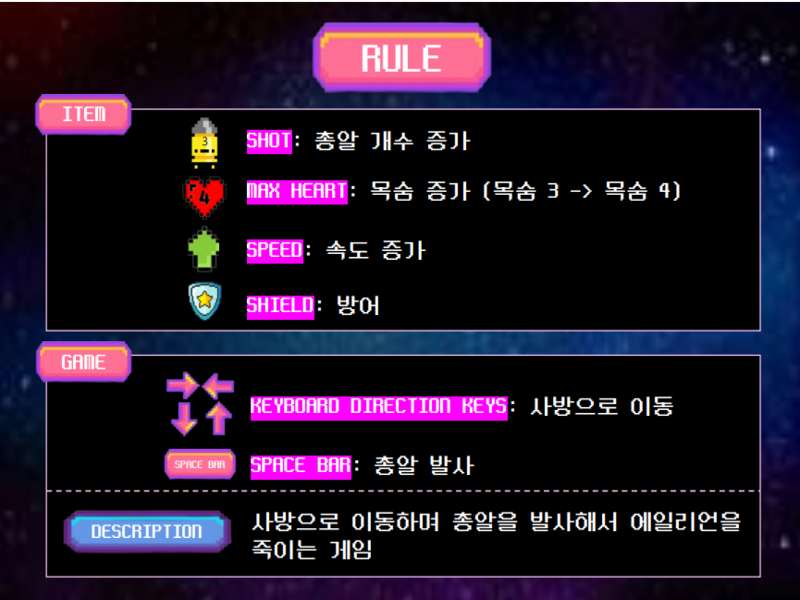 RULE
ITEM
3
SHOT: 총알 개수 증가
4
MAX HEART: 목숨 증가 (목숨 3 -> 목숨 4)
SPEED: 속도 증가
SHIELD: 방어
GAME
KEYBOARD DIRECTION KEYS: 사방으로 이동
SPACE BAR
SPACE BAR: 총알 발사
DESCRIPTION
사방으로 이동하며 총알을 발사해서 에일리언을
죽이는 게임